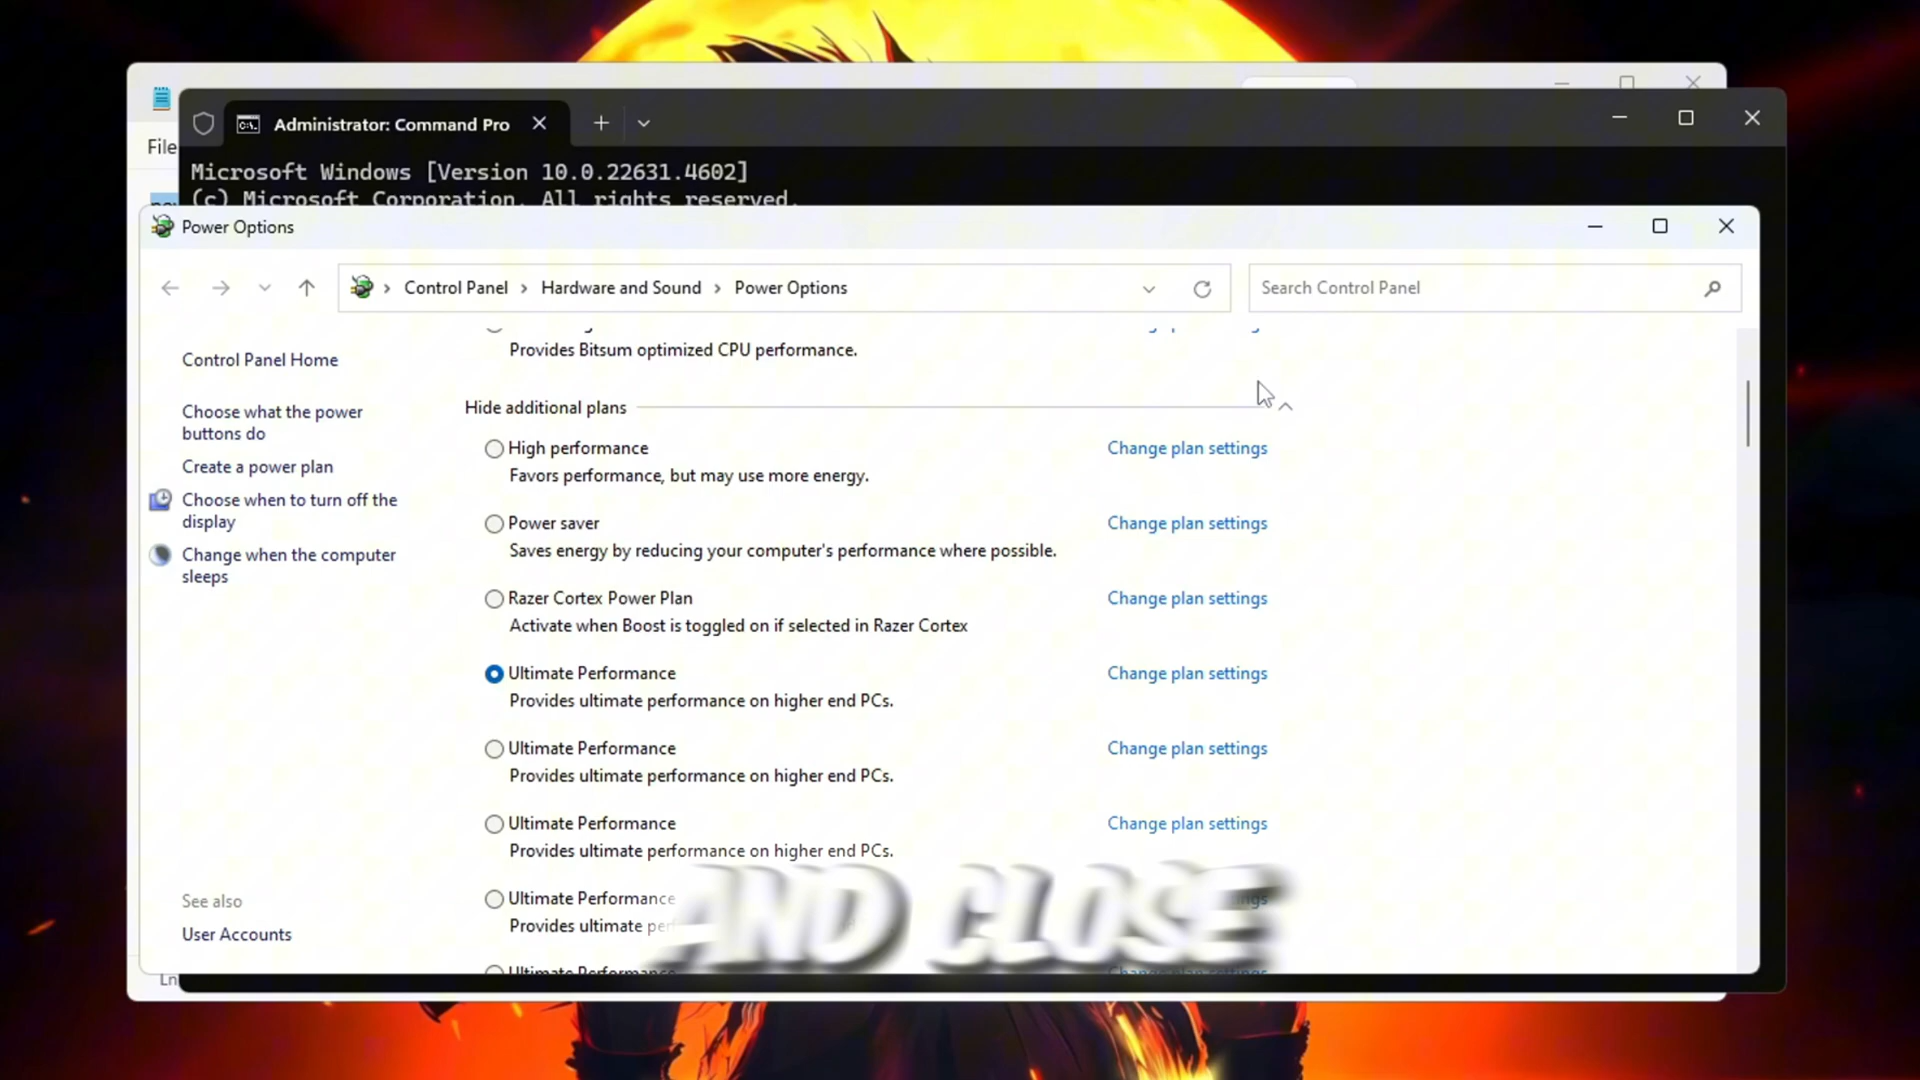 File
Administrator: Command Pro
Microsoft Windows [Version 10.0.22631.4602]
(c) Microsoft Corporation. All rights reserved.
Power Options
Control Panel > Hardware and Sound > Power Options
Search Control Panel
Control Panel Home
Choose what the power
buttons do
Create a power plan
Choose when to turn off the
display
Change when the computer
sleeps
See also
User Accounts
Provides Bitsum optimized CPU performance.
Hide additional plans
High performance Change plan settings
Favors performance, but may use more energy.
Power saver Change plan settings
Saves energy by reducing your computer's performance where possible.
Razer Cortex Power Plan Change plan settings
Activate when Boost is toggled on if selected in Razer Cortex
Ultimate Performance Change plan settings
Provides ultimate performance on higher end PCs.
Ultimate Performance Change plan settings
Provides ultimate performance on higher end PCs.
Ultimate Performance Change plan settings
Provides ultimate performance on higher end PCs.
Ultimate Performance
Provides ultimate
Ultimate Performance Change plan settings
AND CLOSE
Ln